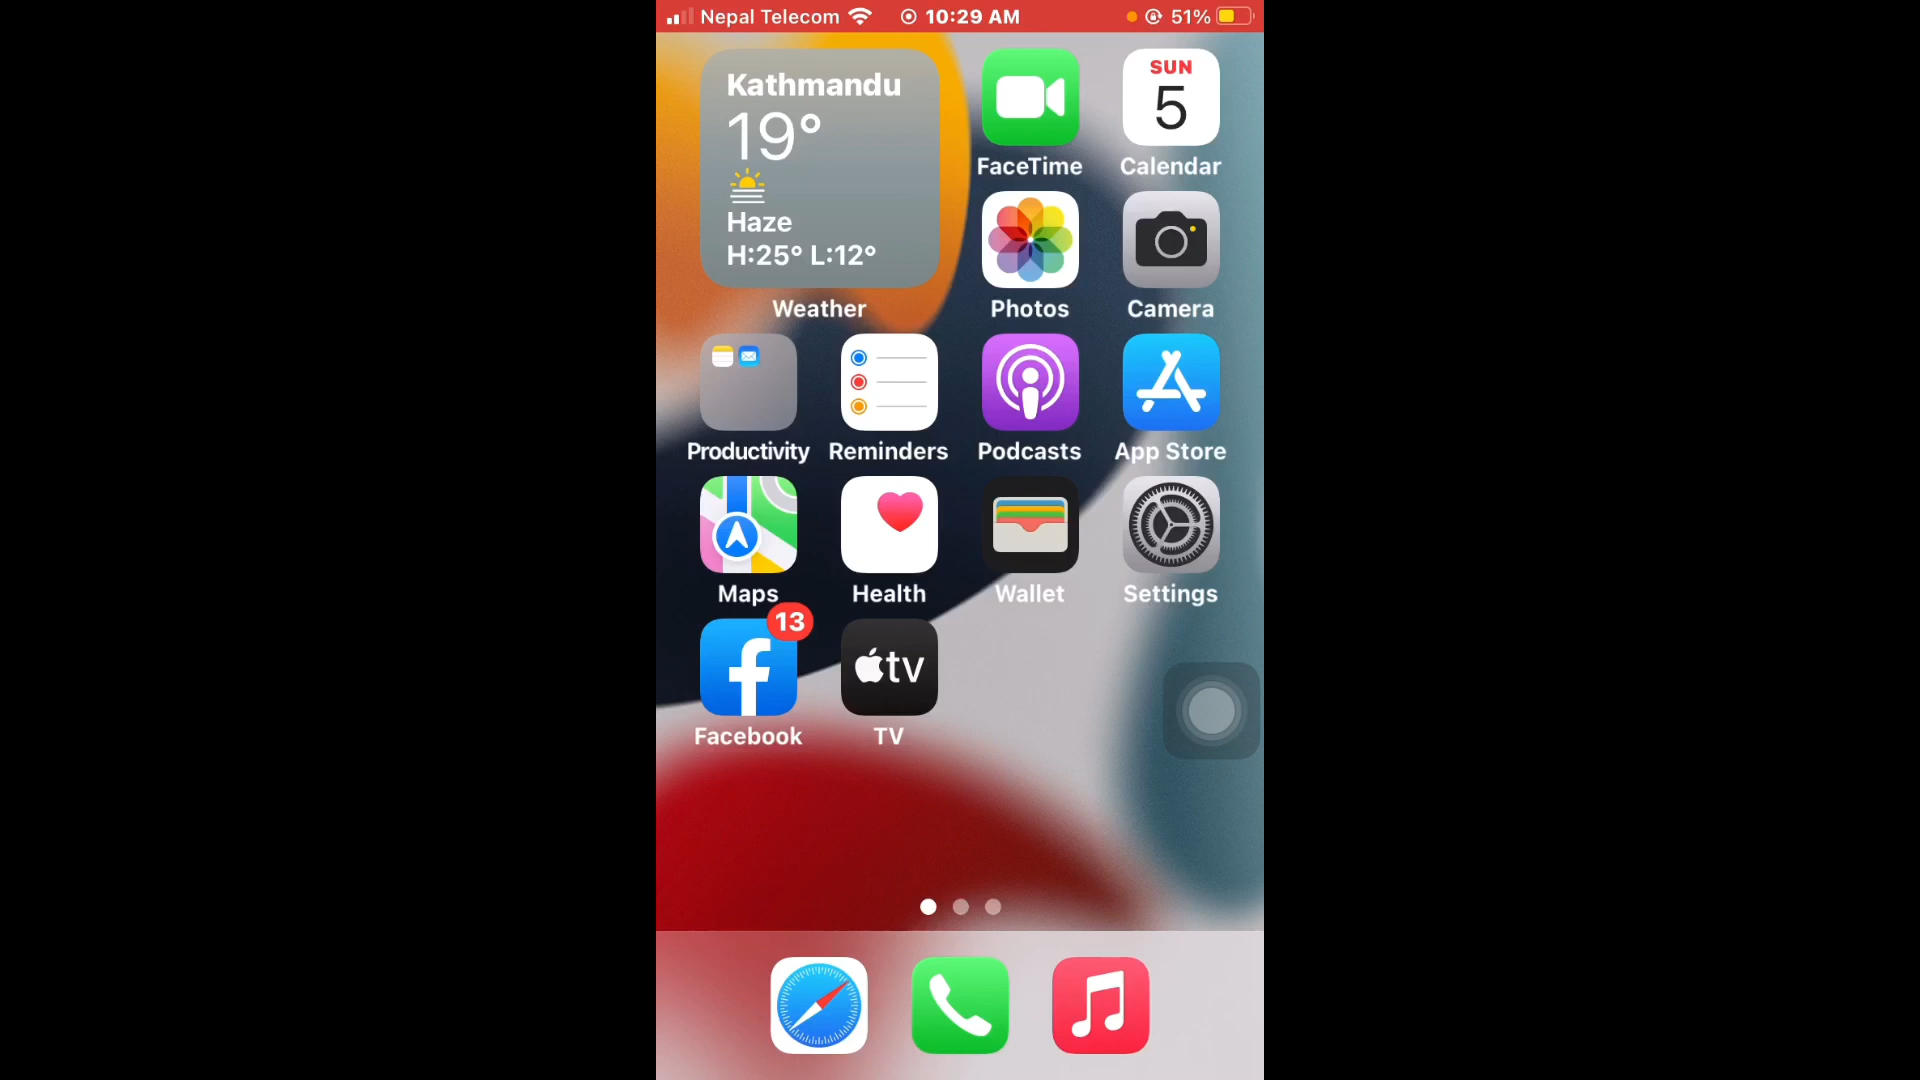 Nepal Telecom 10:29 AM 51%
Kathmandu
19°
Haze
H:25° L:12°
Weather
FaceTime
SUN
5
Calendar
Photos
Camera
Productivity
Reminders
Podcasts
App Store
Maps
Health
Wallet
Settings
13
Facebook
tv
TV